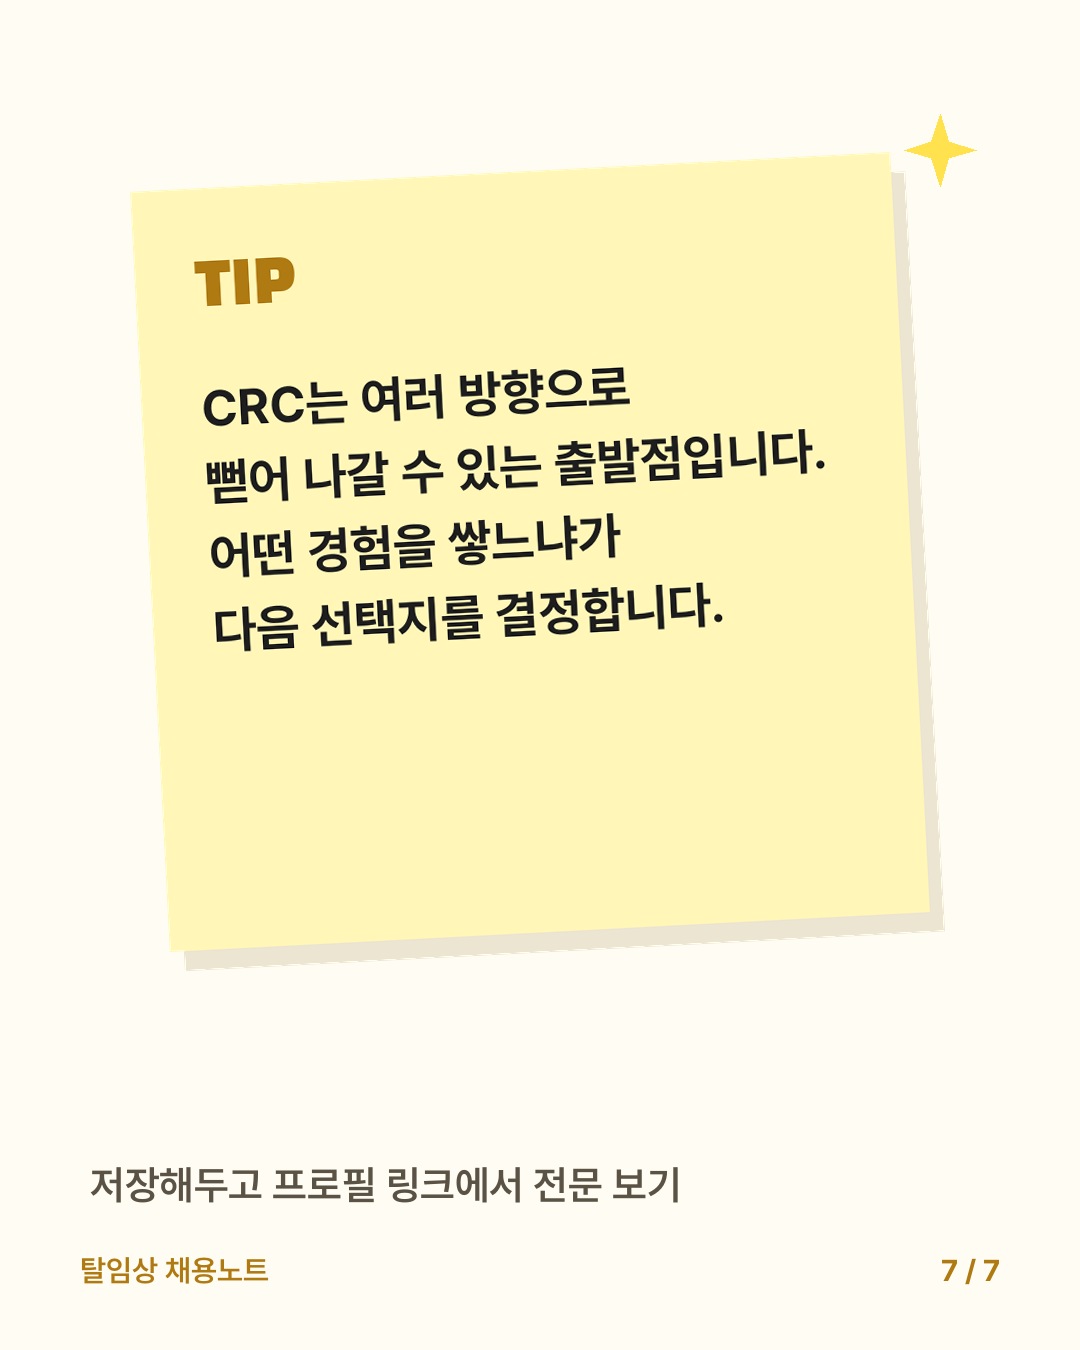 TIP
CRC는 여러 방향으로
뻗어 나갈 수 있는 출발점입니다.
어떤 경험을 쌓느냐가
다음 선택지를 결정합니다.
저장해두고 프로필 링크에서 전문 보기
탈임상 채용노트
7 / 7